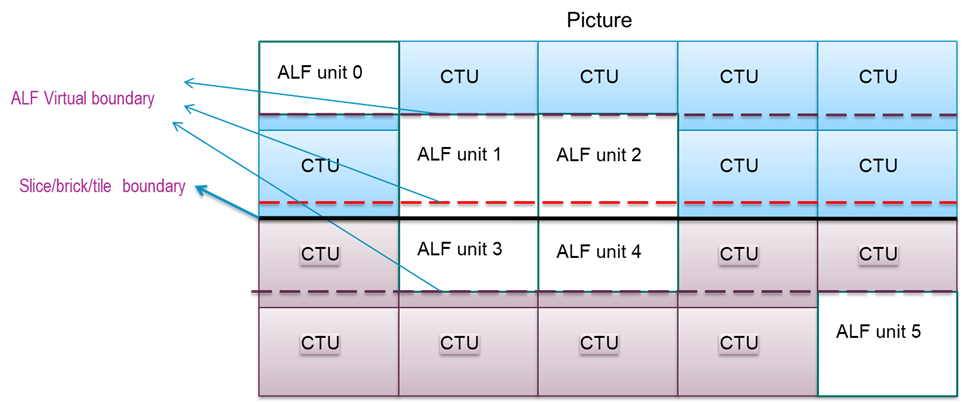 Picture
ALF unit 0 CTU CTU CTU CTU
ALF Virtual boundary
CTU ALF unit 1 ALF unit 2 CTU CTU
Slice/brick/tile boundary
CTU ALF unit 3 ALF unit 4 CTU CTU
CTU CTU CTU CTU ALF unit 5